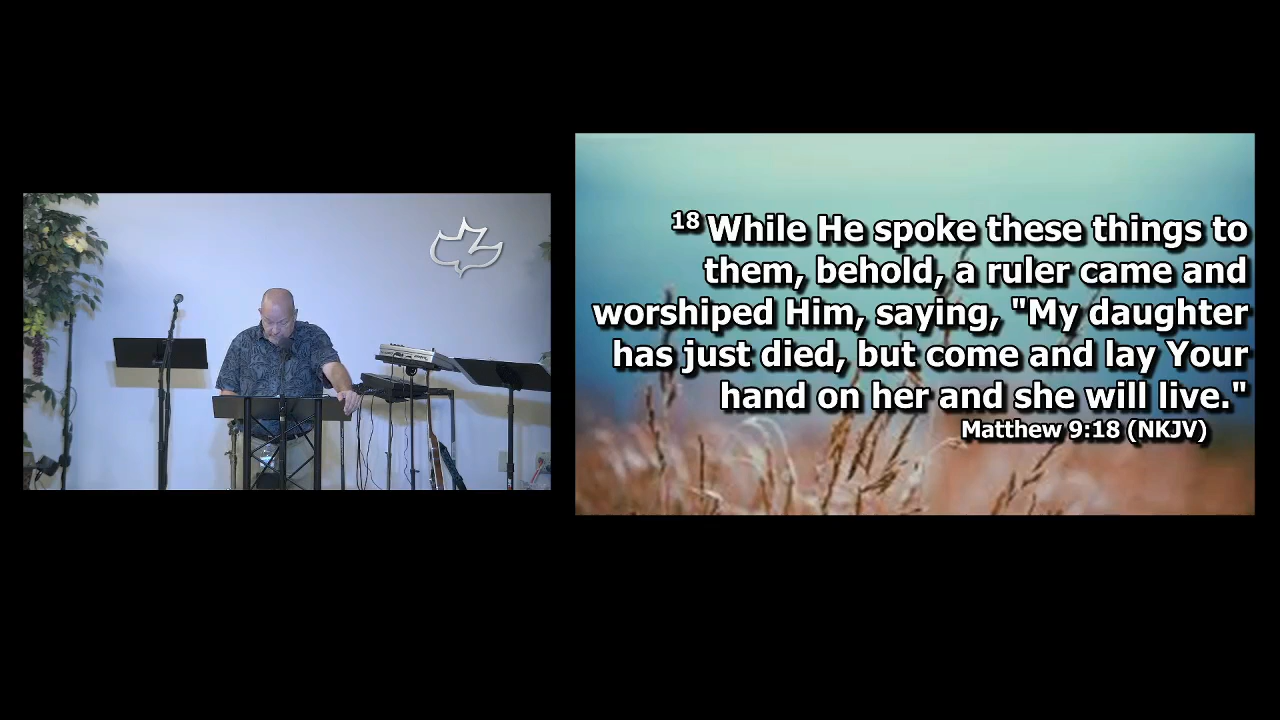 18 While He spoke these things to
them, behold, a ruler came and
worshiped Him, saying, "My daughter
has just died, but come and lay Your
hand on her and she will live."
Matthew 9:18 (NKJV)